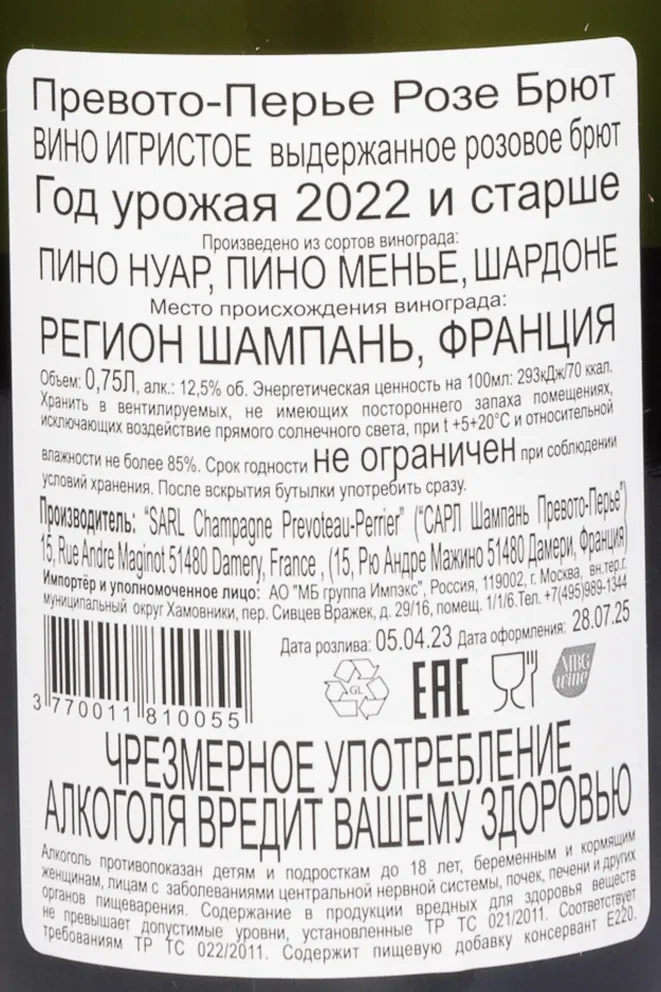 Превото-Перье Розе Брют
ВИНО ИГРИСТОЕ выдержанное розовое брют
Год урожая 2022 и старше
Произведено из сортов винограда:
ПИНО НУАР, ПИНО МЕНЬЕ, ШАРДОНЕ
Место происхождения винограда:
РЕГИОН ШАМПАНЬ, ФРАНЦИЯ
Объем: 0,75Л, алк.: 12,5% об. Энергетическая ценность на 100мл: 293кДж/70 ккал.
Хранить в вентилируемых, не имеющих постороннего запаха помещениях,
исключающих воздействие прямого солнечного света, при t +5+20°C и относительной
влажности не более 85%. Срок годности не ограничен при соблюдении
условий хранения. После вскрытия бутылки употребить сразу.
Производитель: “SARL Champagne Prevoteau-Perrier” (“САРЛ Шампань Превото-Перье”)
15, Rue Andre Maginot 51480 Damery, France , (15, Рю Андре Мажино 51480 Дамери, Франция)
Импортёр и уполномоченное лицо: АО "МБ группа Импэкс", Россия, 119002, г. Москва, вн.тер.г.
муниципальный округ Хамовники, пер. Сивцев Вражек, д. 29/16, помещ. 1/1/6.Тел. +7(495)989-1344
Дата розлива: 05.04.23 Дата оформления: 28.07.25
GL
EAC
MBG
wine
3 770011 810055
ЧРЕЗМЕРНОЕ УПОТРЕБЛЕНИЕ
АЛКОГОЛЯ ВРЕДИТ ВАШЕМУ ЗДОРОВЬЮ
Алкоголь противопоказан детям и подросткам до 18 лет, беременным и кормящим
женщинам, лицам с заболеваниями центральной нервной системы, почек, печени и других
органов пищеварения. Содержание в продукции вредных для здоровья веществ
не превышает допустимые уровни, установленные ТР ТС 021/2011. Соответствует
требованиям ТР ТС 022/2011. Содержит пищевую добавку консервант Е220.